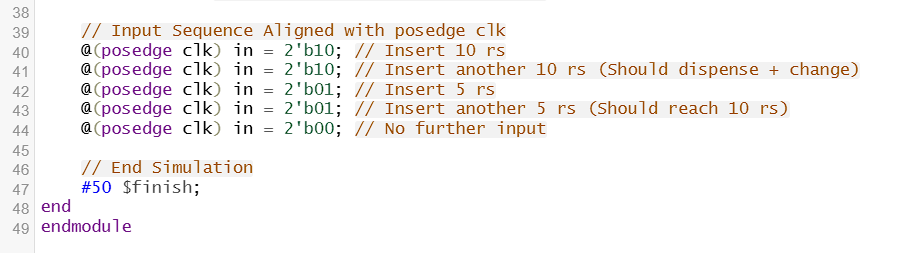 38
39 // Input Sequence Aligned with posedge clk
40 @(posedge clk) in = 2'b10; // Insert 10 rs
41 @(posedge clk) in = 2'b10; // Insert another 10 rs (Should dispense + change)
42 @(posedge clk) in = 2'b01; // Insert 5 rs
43 @(posedge clk) in = 2'b01; // Insert another 5 rs (Should reach 10 rs)
44 @(posedge clk) in = 2'b00; // No further input
45
46 // End Simulation
47 #50 $finish;
48 end
49 endmodule